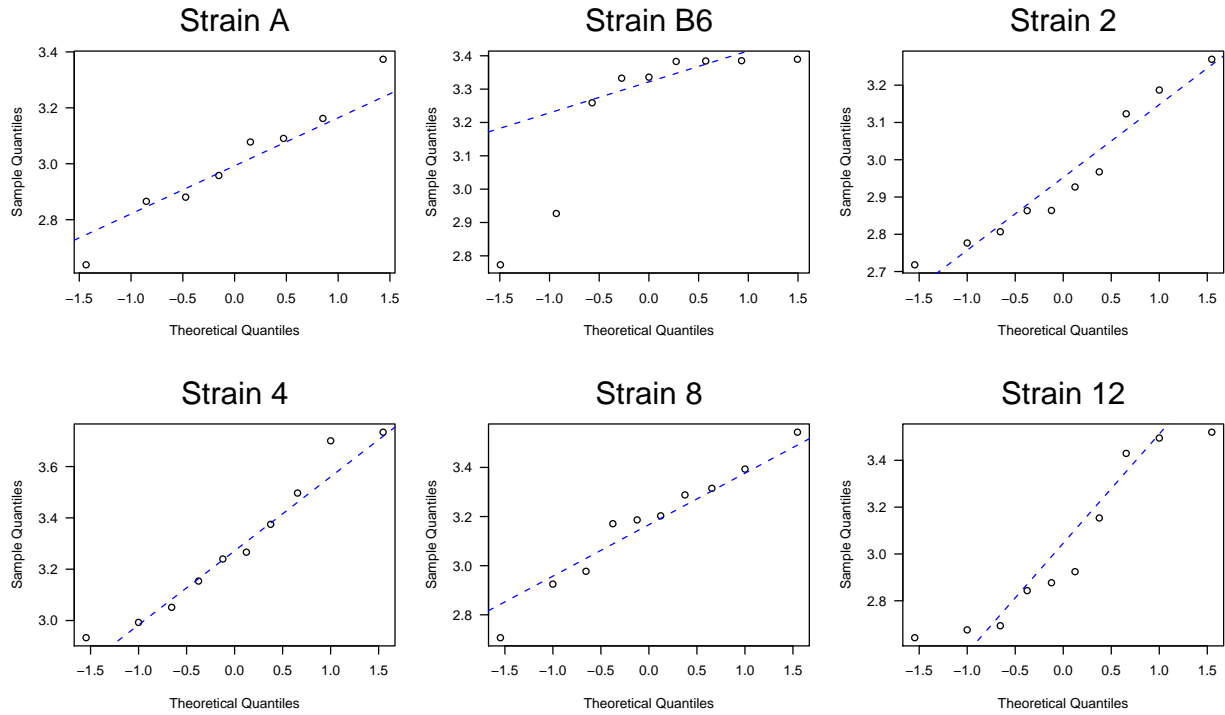 Strain A
Strain B6
Strain 2
3.4
3.2
3.0
2.8
Sample Quantiles
−1.5 −1.0 −0.5 0.0 0.5 1.0 1.5
Theoretical Quantiles
3.4
3.3
3.2
3.1
3.0
2.9
2.8
Sample Quantiles
−1.5 −1.0 −0.5 0.0 0.5 1.0 1.5
Theoretical Quantiles
3.2
3.1
3.0
2.9
2.8
2.7
Sample Quantiles
−1.5 −1.0 −0.5 0.0 0.5 1.0 1.5
Theoretical Quantiles
Strain 4
Strain 8
Strain 12
3.6
3.4
3.2
3.0
Sample Quantiles
−1.5 −1.0 −0.5 0.0 0.5 1.0 1.5
Theoretical Quantiles
3.4
3.2
3.0
2.8
Sample Quantiles
−1.5 −1.0 −0.5 0.0 0.5 1.0 1.5
Theoretical Quantiles
3.4
3.2
3.0
2.8
Sample Quantiles
−1.5 −1.0 −0.5 0.0 0.5 1.0 1.5
Theoretical Quantiles